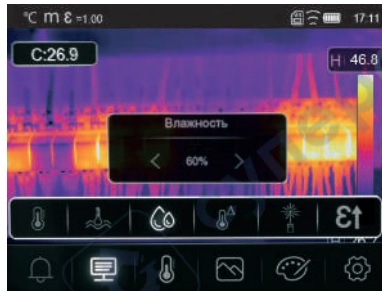 °C m ε =1.00 17:11
C:26.9
H 46.8
Влажность
< 60% >
ε↑